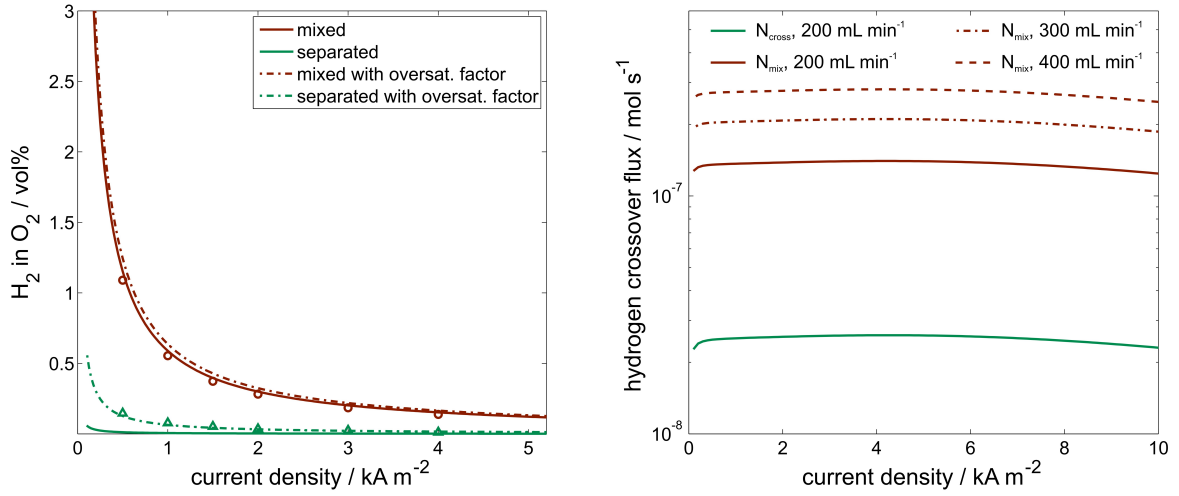 3
2.5
2
1.5
1
0.5
0
1
2
3
4
5
H2 in O2 / vol%
current density / kA m-2
mixed
separated
mixed with oversat. factor
separated with oversat. factor
Ncross, 200 mL min-1
Nmix, 200 mL min-1
Nmix, 300 mL min-1
Nmix, 400 mL min-1
hydrogen crossover flux / mol s-1
10-7
10-8
0
2
4
6
8
10
current density / kA m-2